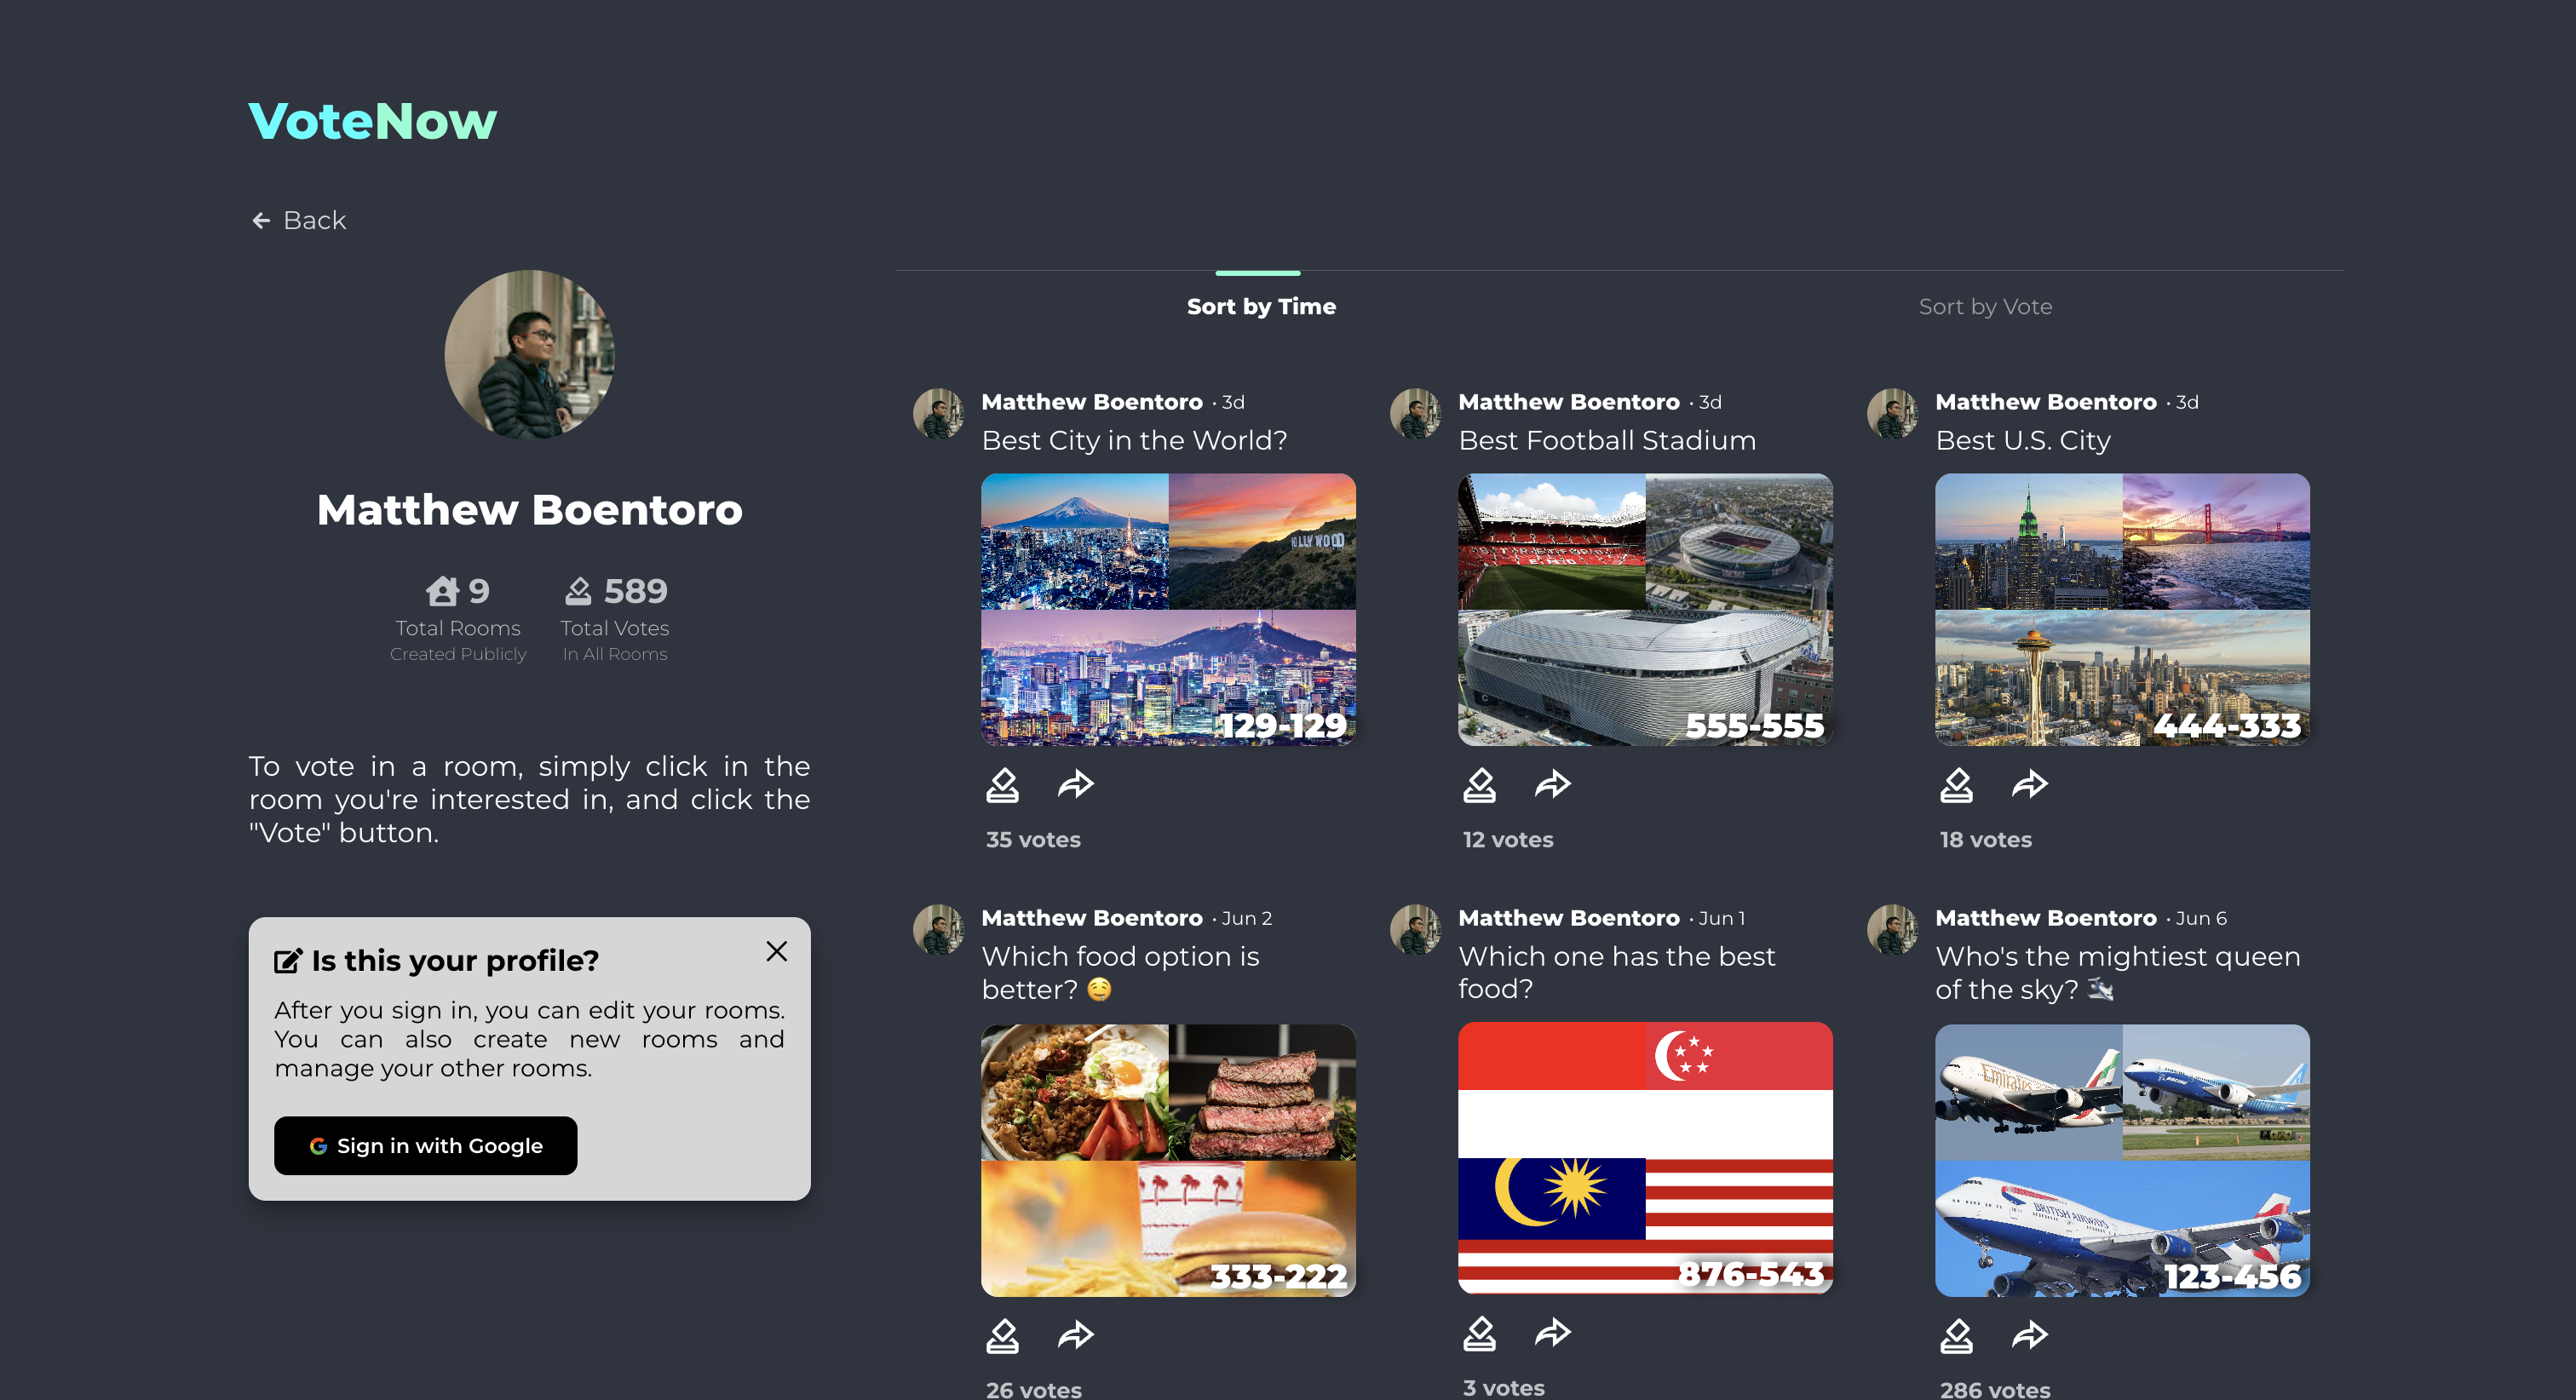 VoteNow
Back
Matthew Boentoro
9
589
Total Rooms
Total Votes
Created Publicly
In All Rooms
To vote in a room, simply click in the
room you're interested in, and click the
"Vote" button.
Is this your profile?
After you sign in, you can edit your rooms.
You can also create new rooms and
manage your other rooms.
Sign in with Google
Sort by Time
Sort by Vote
Matthew Boentoro · 3d
Best City in the World?
HOLLYWOOD
129-129
35 votes
Matthew Boentoro · 3d
Best Football Stadium
STRETFORD
END
555-555
12 votes
Matthew Boentoro · 3d
Best U.S. City
444-333
18 votes
Matthew Boentoro · Jun 2
Which food option is
better? 🤤
333-222
26 votes
Matthew Boentoro · Jun 1
Which one has the best
food?
876-543
3 votes
Matthew Boentoro · Jun 6
Who's the mightiest queen
of the sky? 🛩️
Emirates
BOEING
BRITISH AIRWAYS
123-456
286 votes